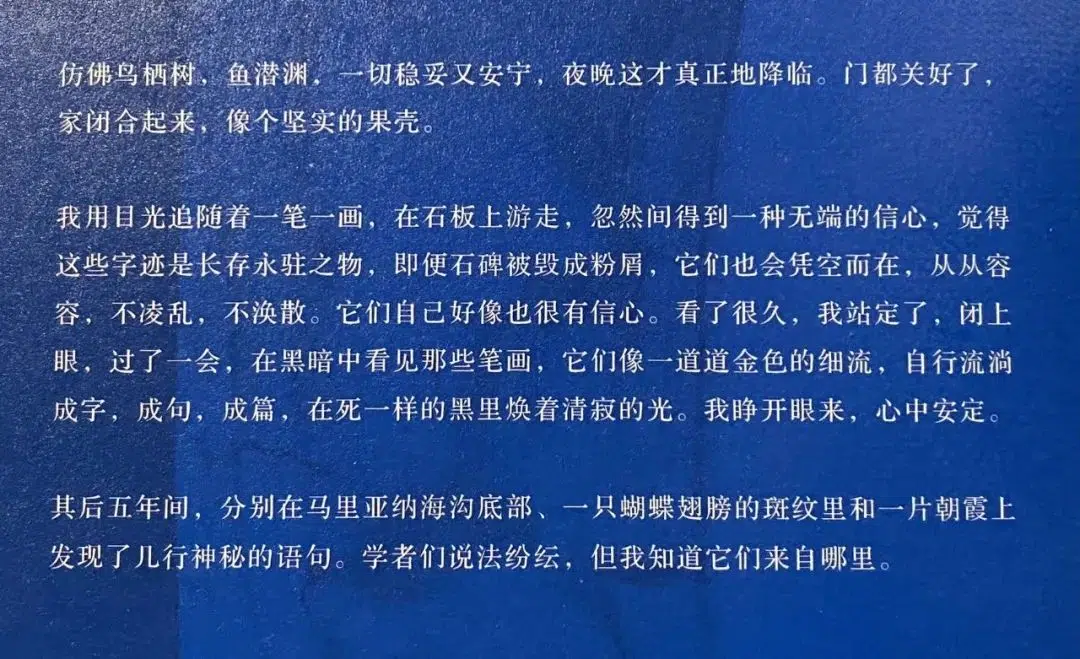 仿佛鸟栖树，鱼潜渊，一切稳妥又安宁，夜晚这才真正地降临。门都关好了，
家闭合起来，像个坚实的果壳。
我用目光追随着一笔一画，在石板上游走，忽然间得到一种无端的信心，觉得
这些字迹是长存永驻之物，即便石碑被毁成粉屑，它们也会凭空而在，从从容
容，不凌乱，不涣散。它们自己好像也很有信心。看了很久，我站定了，闭上
眼，过了一会，在黑暗中看见那些笔画，它们像一道道金色的细流，自行流淌
成字，成句，成篇，在死一样的黑里焕着清寂的光。我睁开眼来，心中安定。
其后五年间，分别在马里亚纳海沟底部、一只蝴蝶翅膀的斑纹里和一片朝霞上
发现了几行神秘的语句。学者们说法纷纭，但我知道它们来自哪里。